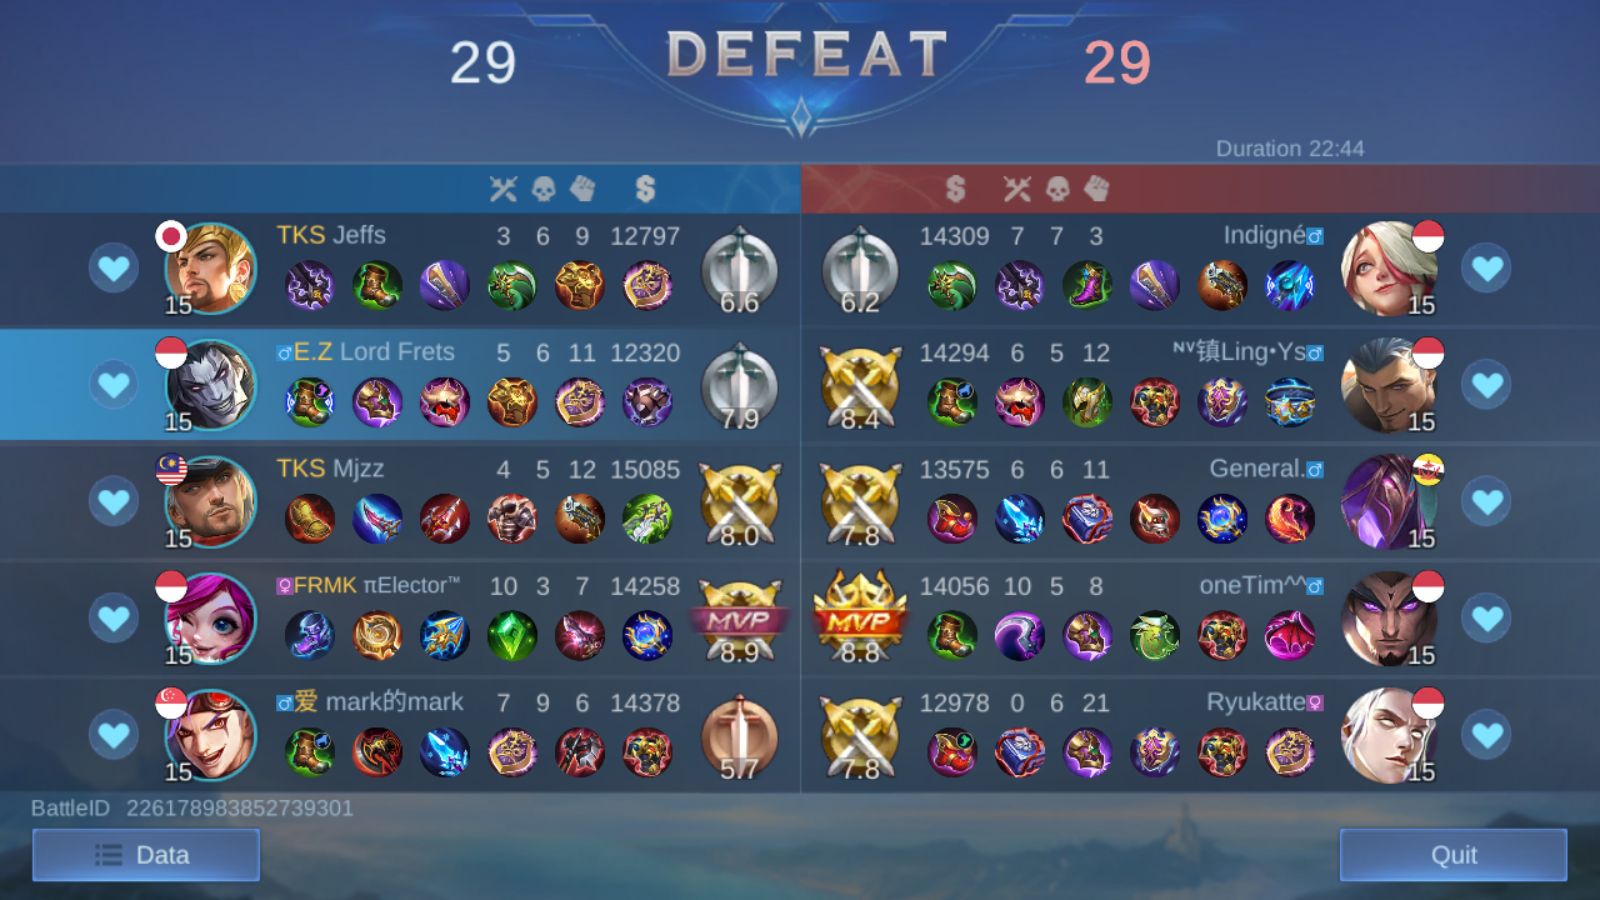 29 DEFEAT 29
Duration 22:44
TKS Jeffs 3 6 9 12797
15 6.6
14309 7 7 3 Indigné♂
6.2 15
♂E.Z Lord Frets 5 6 11 12320
15 7.9
14294 6 5 12 ᴺⱽ镇Ling•Ys♂
8.4 15
TKS Mjzz 4 5 12 15085
15 8.0
13575 6 6 11 General.♂
7.8 15
♀FRMK πElector™ 10 3 7 14258
15 MVP 8.9
14056 10 5 8 oneTim^^♂
MVP 8.8 15
♂爱 mark的mark 7 9 6 14378
15 5.7
12978 0 6 21 Ryukatte♀
7.8 15
BattleID 226178983852739301
Data
Quit